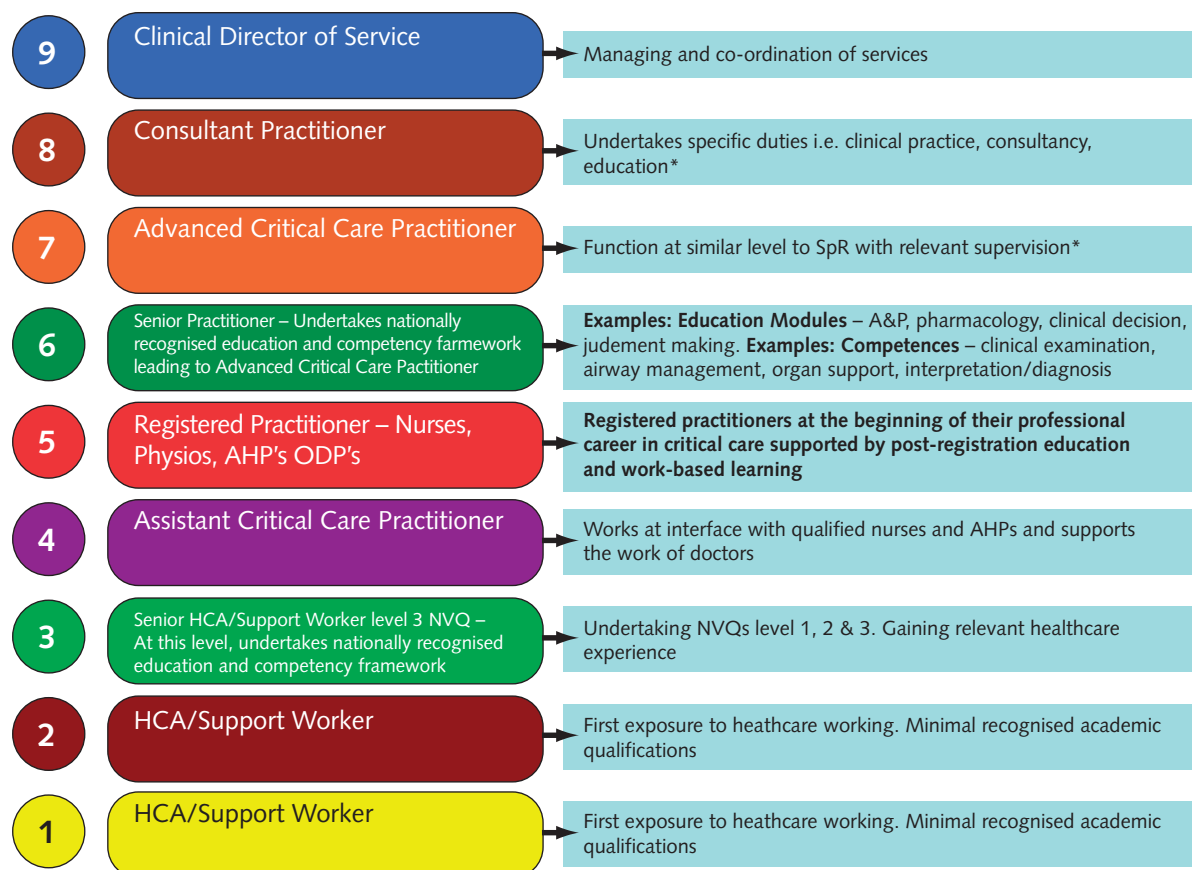 9
Clinical Director of Service
Managing and co-ordination of services
8
Consultant Practitioner
Undertakes specific duties i.e. clinical practice, consultancy,
education*
7
Advanced Critical Care Practitioner
Function at similar level to SpR with relevant supervision*
6
Senior Practitioner – Undertakes nationally
recognised education and competency farmework
leading to Advanced Critical Care Pactitioner
Examples: Education Modules – A&P, pharmacology, clinical decision,
judement making. Examples: Competences – clinical examination,
airway management, organ support, interpretation/diagnosis
5
Registered Practitioner – Nurses,
Physios, AHP's ODP's
Registered practitioners at the beginning of their professional
career in critical care supported by post-registration education
and work-based learning
4
Assistant Critical Care Practitioner
Works at interface with qualified nurses and AHPs and supports
the work of doctors
3
Senior HCA/Support Worker level 3 NVQ –
At this level, undertakes nationally recognised
education and competency framework
Undertaking NVQs level 1, 2 & 3. Gaining relevant healthcare
experience
2
HCA/Support Worker
First exposure to heathcare working. Minimal recognised academic
qualifications
1
HCA/Support Worker
First exposure to heathcare working. Minimal recognised academic
qualifications